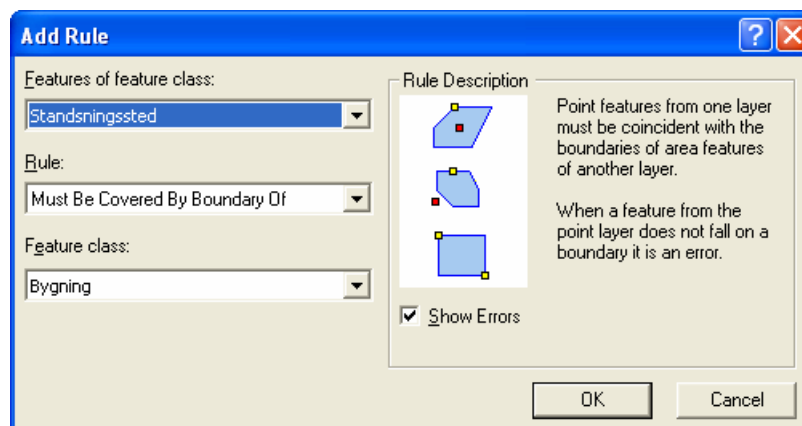 Add Rule
Features of feature class:
Standsningssted
Rule:
Must Be Covered By Boundary Of
Feature class:
Bygning
Rule Description
Point features from one layer
must be coincident with the
boundaries of area features
of another layer.
When a feature from the
point layer does not fall on a
boundary it is an error.
Show Errors
OK
Cancel